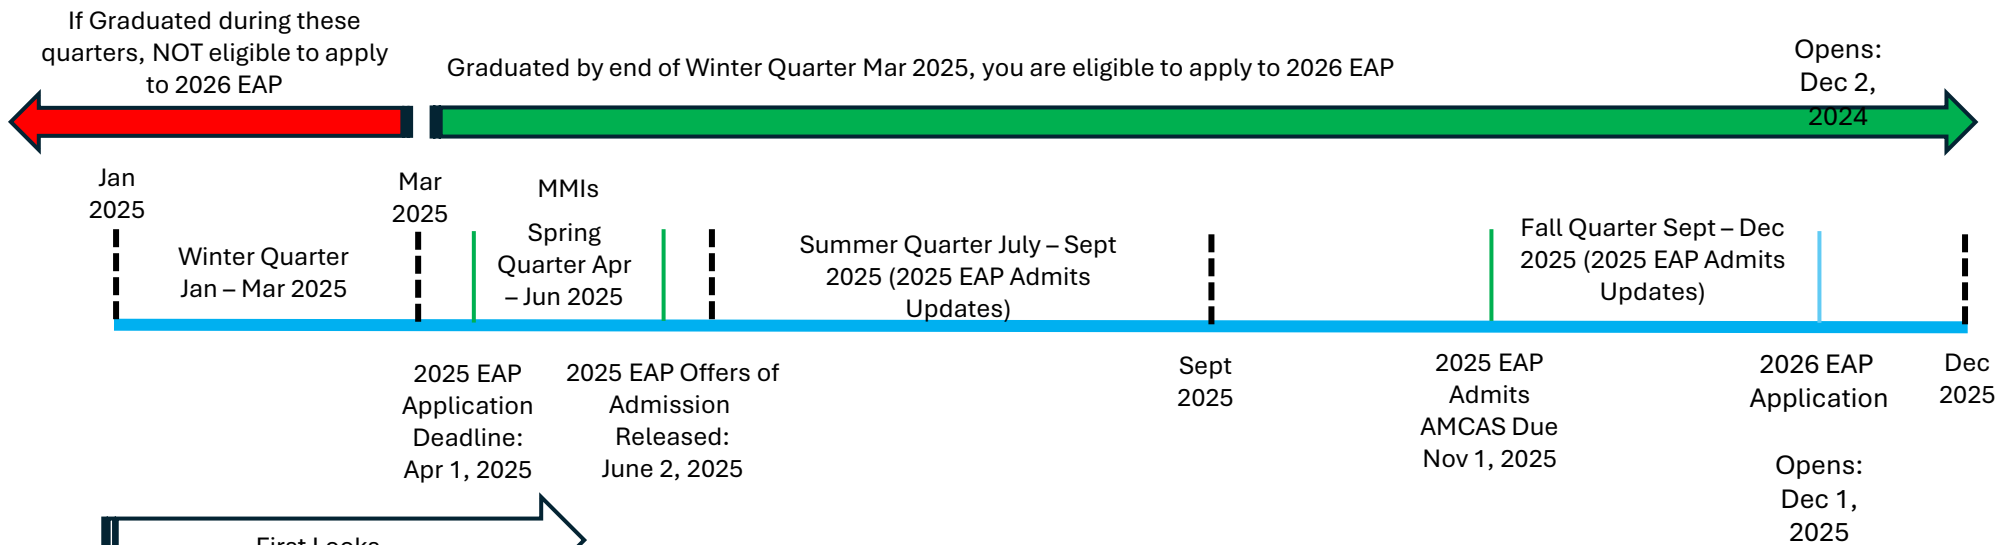 If Graduated during these
quarters, NOT eligible to apply
to 2026 EAP
Graduated by end of Winter Quarter Mar 2025, you are eligible to apply to 2026 EAP
Opens:
Dec 2,
2024
Jan
2025
Mar
2025
MMIs
Winter Quarter
Jan – Mar 2025
Spring
Quarter Apr
– Jun 2025
Summer Quarter July – Sept
2025 (2025 EAP Admits
Updates)
Fall Quarter Sept – Dec
2025 (2025 EAP Admits
Updates)
2025 EAP
Application
Deadline:
Apr 1, 2025
2025 EAP Offers of
Admission
Released:
June 2, 2025
Sept
2025
2025 EAP
Admits
AMCAS Due
Nov 1, 2025
2026 EAP
Application
Opens:
Dec 1,
2025
Dec
2025
First Looks